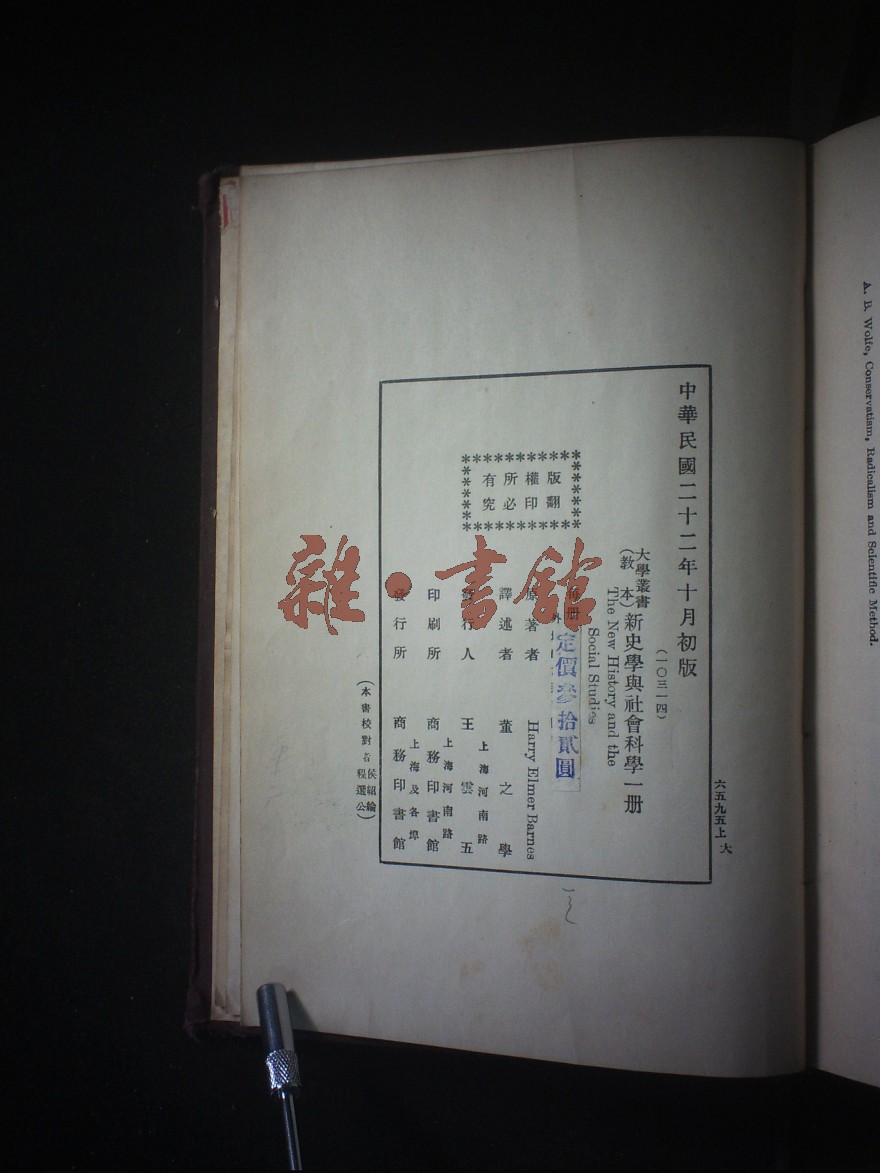 中華民國二十二年十月初版
(一〇三一四)
大學叢書
(教本)
新史學與社會科學一册
The New History and the
Social Studies
定價參拾貳圓
版權所有
翻印必究
原著者 Harry Elmer Barnes
譯述者 董之學
發行人 王雲五
上海河南路
印刷所 商務印書館
上海河南路
發行所 商務印書館
上海及各埠
(本書校對者侯紹綸程選公)
六五九五上 大
雜·書館
A. B. Wolfe, Conservatism, Radicalism and Scientific Method.